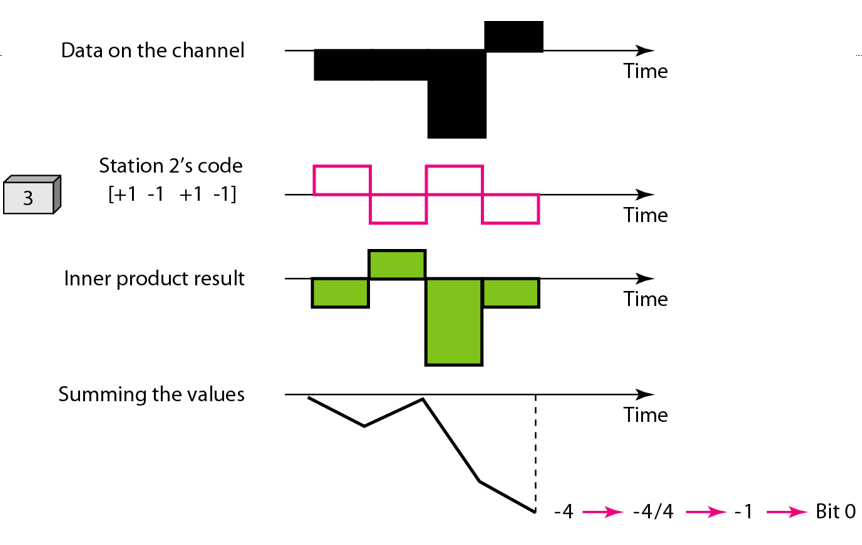 Data on the channel
Time
Station 2’s code
[+1 -1 +1 -1]
3
Time
Inner product result
Time
Summing the values
Time
-4 -4/4 -1 Bit 0